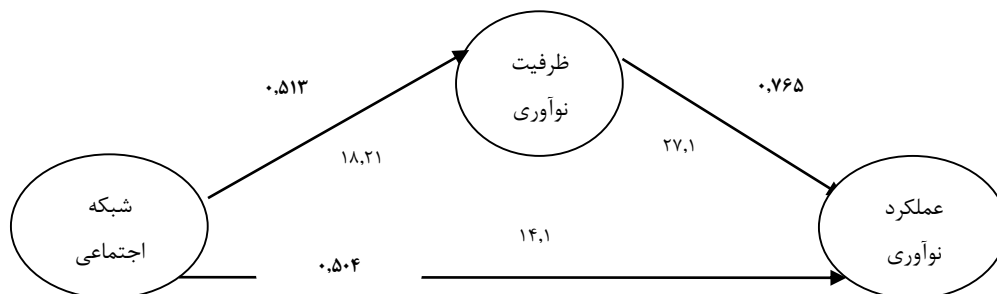 ظرفیت
نوآوری
۰,۵۱۳
۰,۷۶۵
۱۸,۲۱
۲۷,۱
شبکه
اجتماعی
عملکرد
نوآوری
۱۴,۱
۰,۵۰۴